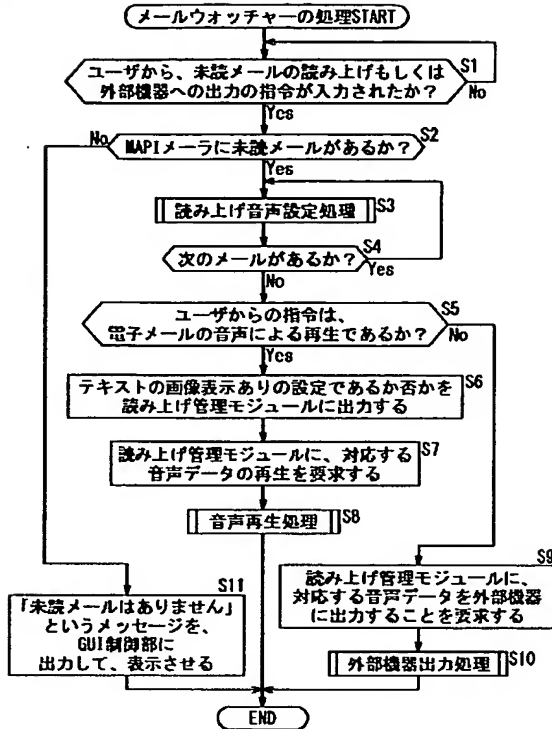 メールウォッチャーの処理START
S1
ユーザから、未読メールの読み上げもしくは
外部機器への出力の指令が入力されたか？
No
Yes
S2
No
MAPIメーラに未読メールがあるか？
Yes
読み上げ音声設定処理
S3
S4
次のメールがあるか？
Yes
No
S5
ユーザからの指令は、
電子メールの音声による再生であるか？
No
Yes
テキストの画像表示ありの設定であるか否かを
読み上げ管理モジュールに出力する
S6
読み上げ管理モジュールに、対応する
音声データの再生を要求する
S7
音声再生処理
S8
S9
読み上げ管理モジュールに、
対応する音声データを外部機器
に出力することを要求する
S11
「未読メールはありません」
というメッセージを、
GUI制御部に
出力して、表示させる
外部機器出力処理
S10
END